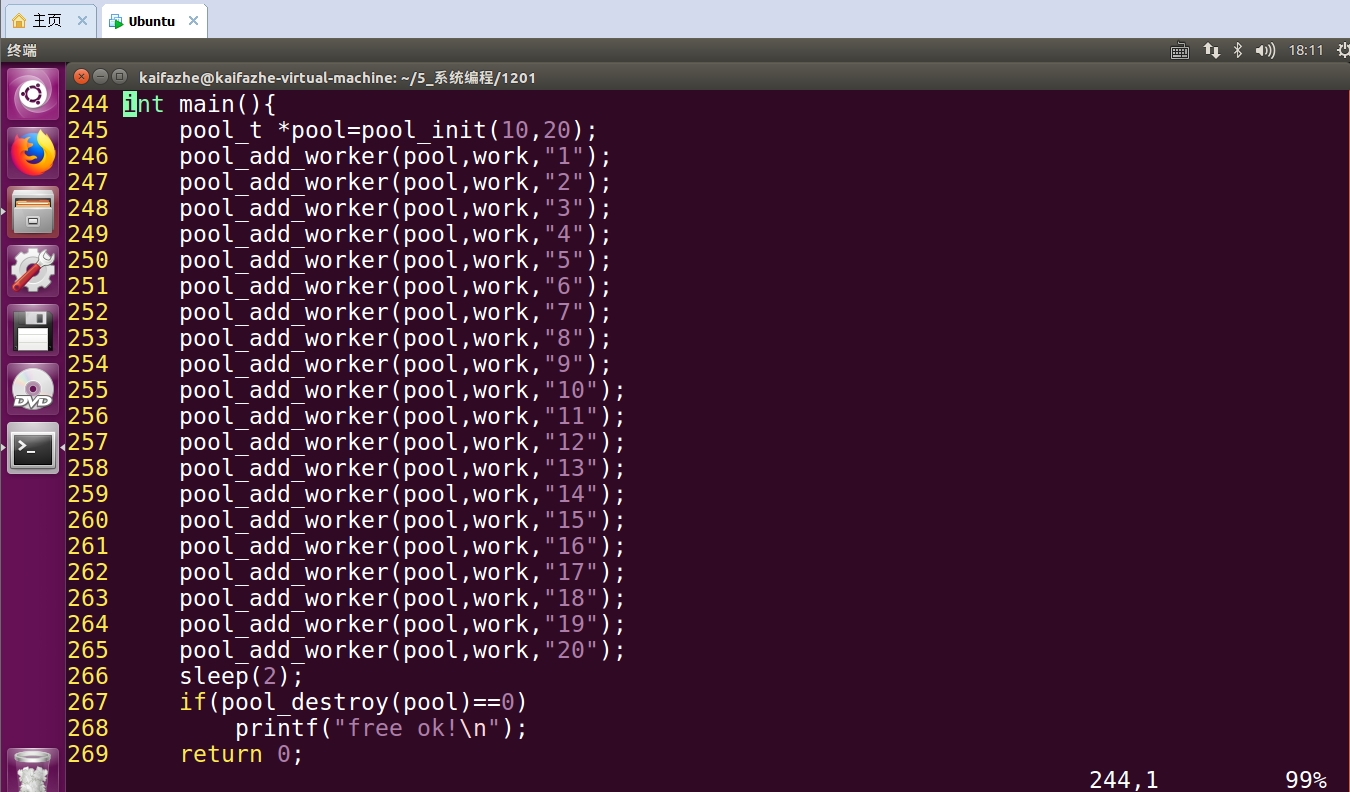 主页 Ubuntu
终端 18:11
kaifazhe@kaifazhe-virtual-machine: ~/5_系统编程/1201
244 int main(){
245     pool_t *pool=pool_init(10,20);
246     pool_add_worker(pool,work,"1");
247     pool_add_worker(pool,work,"2");
248     pool_add_worker(pool,work,"3");
249     pool_add_worker(pool,work,"4");
250     pool_add_worker(pool,work,"5");
251     pool_add_worker(pool,work,"6");
252     pool_add_worker(pool,work,"7");
253     pool_add_worker(pool,work,"8");
254     pool_add_worker(pool,work,"9");
255     pool_add_worker(pool,work,"10");
256     pool_add_worker(pool,work,"11");
257     pool_add_worker(pool,work,"12");
258     pool_add_worker(pool,work,"13");
259     pool_add_worker(pool,work,"14");
260     pool_add_worker(pool,work,"15");
261     pool_add_worker(pool,work,"16");
262     pool_add_worker(pool,work,"17");
263     pool_add_worker(pool,work,"18");
264     pool_add_worker(pool,work,"19");
265     pool_add_worker(pool,work,"20");
266     sleep(2);
267     if(pool_destroy(pool)==0)
268         printf("free ok!\n");
269     return 0;
244,1 99%
DVD